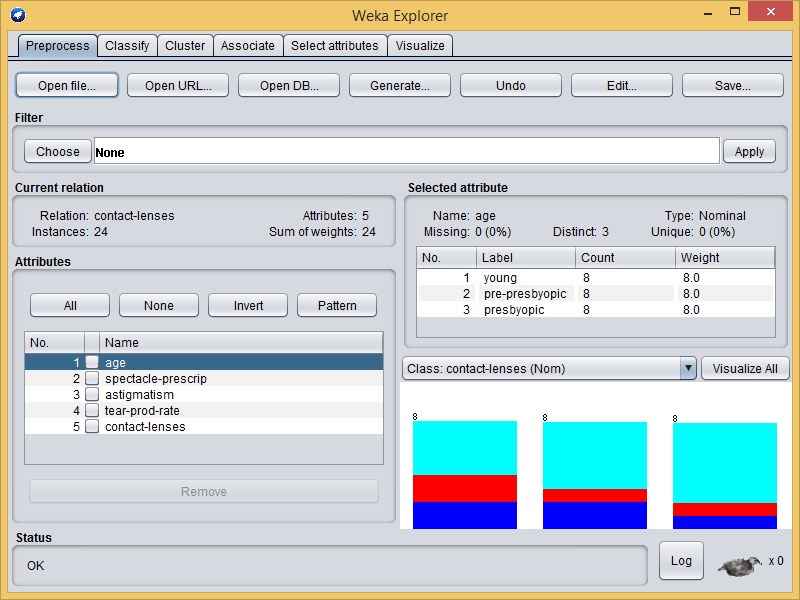 Weka Explorer
Preprocess Classify Cluster Associate Select attributes Visualize
Open file... Open URL... Open DB... Generate... Undo Edit... Save...
Filter
Choose None Apply
Current relation
Relation: contact-lenses Attributes: 5
Instances: 24 Sum of weights: 24
Attributes
All None Invert Pattern
No. Name
1 age
2 spectacle-prescrip
3 astigmatism
4 tear-prod-rate
5 contact-lenses
Remove
Selected attribute
Name: age Type: Nominal
Missing: 0 (0%) Distinct: 3 Unique: 0 (0%)
No. Label Count Weight
1 young 8 8.0
2 pre-presbyopic 8 8.0
3 presbyopic 8 8.0
Class: contact-lenses (Nom) Visualize All
8 8 8
Status
OK
Log x 0